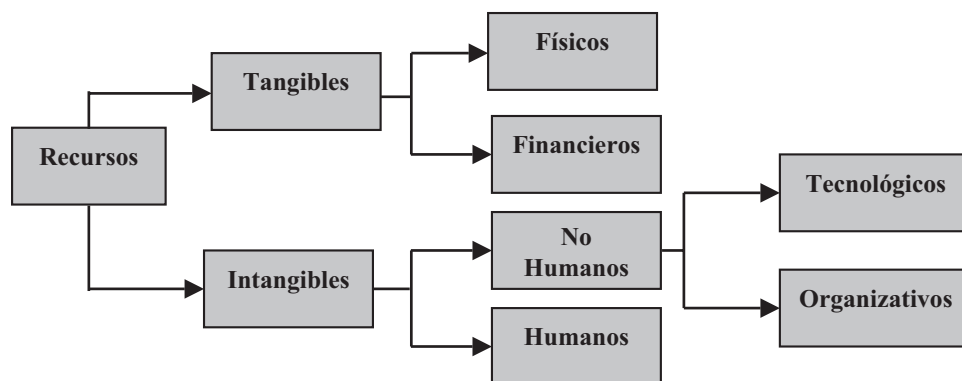 Recursos
Tangibles
Físicos
Financieros
Intangibles
No
Humanos
Tecnológicos
Organizativos
Humanos